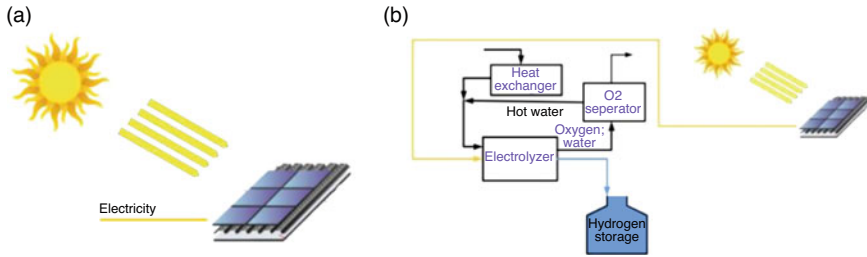 (a)
Electricity
(b)
Heat
exchanger
O2
seperator
Hot water
Oxygen;
water
Electrolyzer
Hydrogen
storage